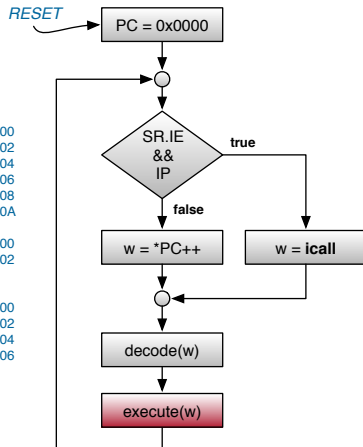 RESET
PC = 0x0000
SR.IE
&&
IP
true
false
w = *PC++
w = icall
decode(w)
execute(w)
00
02
04
06
08
0A
00
02
00
02
04
06